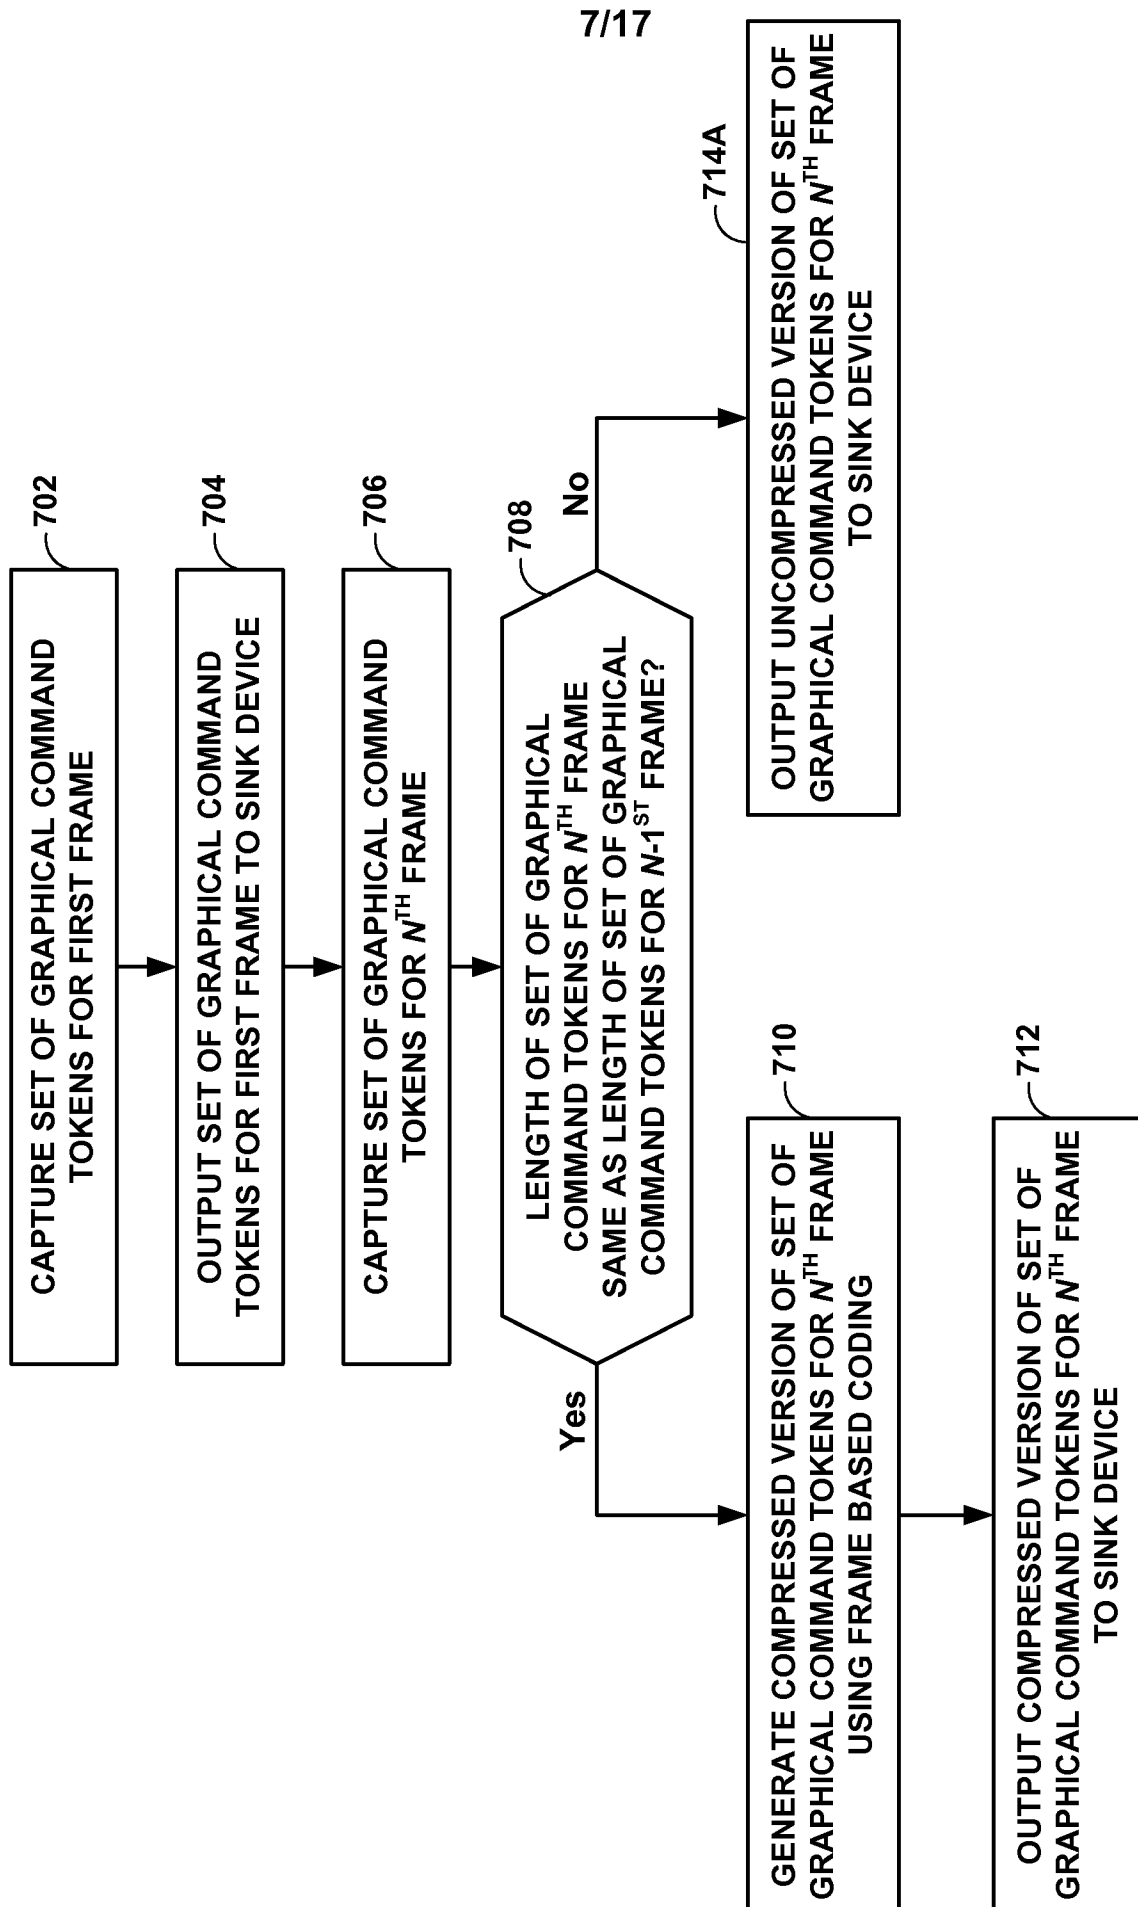 7/17
702
CAPTURE SET OF GRAPHICAL COMMAND
TOKENS FOR FIRST FRAME
704
OUTPUT SET OF GRAPHICAL COMMAND
TOKENS FOR FIRST FRAME TO SINK DEVICE
706
CAPTURE SET OF GRAPHICAL COMMAND
TOKENS FOR Nᵀᴴ FRAME
708
LENGTH OF SET OF GRAPHICAL
COMMAND TOKENS FOR Nᵀᴴ FRAME
SAME AS LENGTH OF SET OF GRAPHICAL
COMMAND TOKENS FOR N-1ˢᵀ FRAME?
Yes
No
710
GENERATE COMPRESSED VERSION OF SET OF
GRAPHICAL COMMAND TOKENS FOR Nᵀᴴ FRAME
USING FRAME BASED CODING
712
OUTPUT COMPRESSED VERSION OF SET OF
GRAPHICAL COMMAND TOKENS FOR Nᵀᴴ FRAME
TO SINK DEVICE
714A
OUTPUT UNCOMPRESSED VERSION OF SET OF
GRAPHICAL COMMAND TOKENS FOR Nᵀᴴ FRAME
TO SINK DEVICE